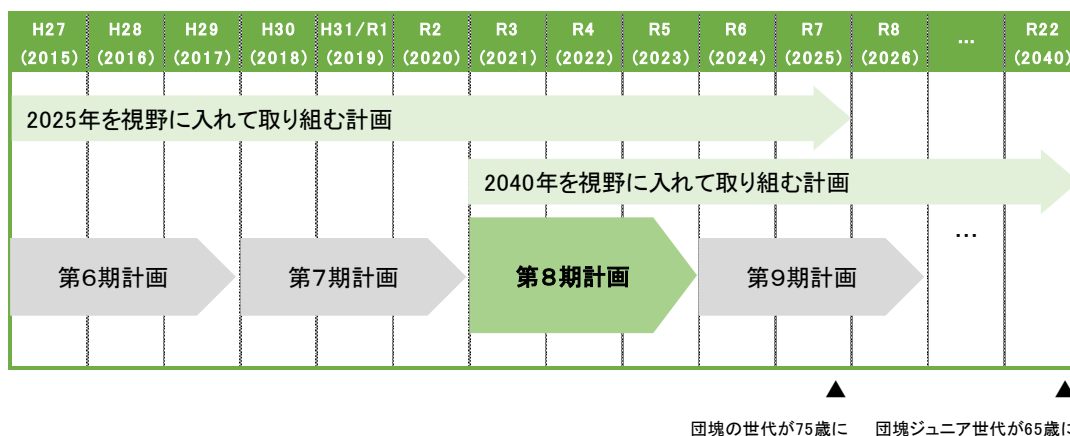 H27 H28 H29 H30 H31/R1 R2 R3 R4 R5 R6 R7 R8 … R22
(2015) (2016) (2017) (2018) (2019) (2020) (2021) (2022) (2023) (2024) (2025) (2026) (2040)
2025年を視野に入れて取り組む計画
2040年を視野に入れて取り組む計画
…
第6期計画 第7期計画 第8期計画 第9期計画
▲ ▲
団塊の世代が75歳に 団塊ジュニア世代が65歳に